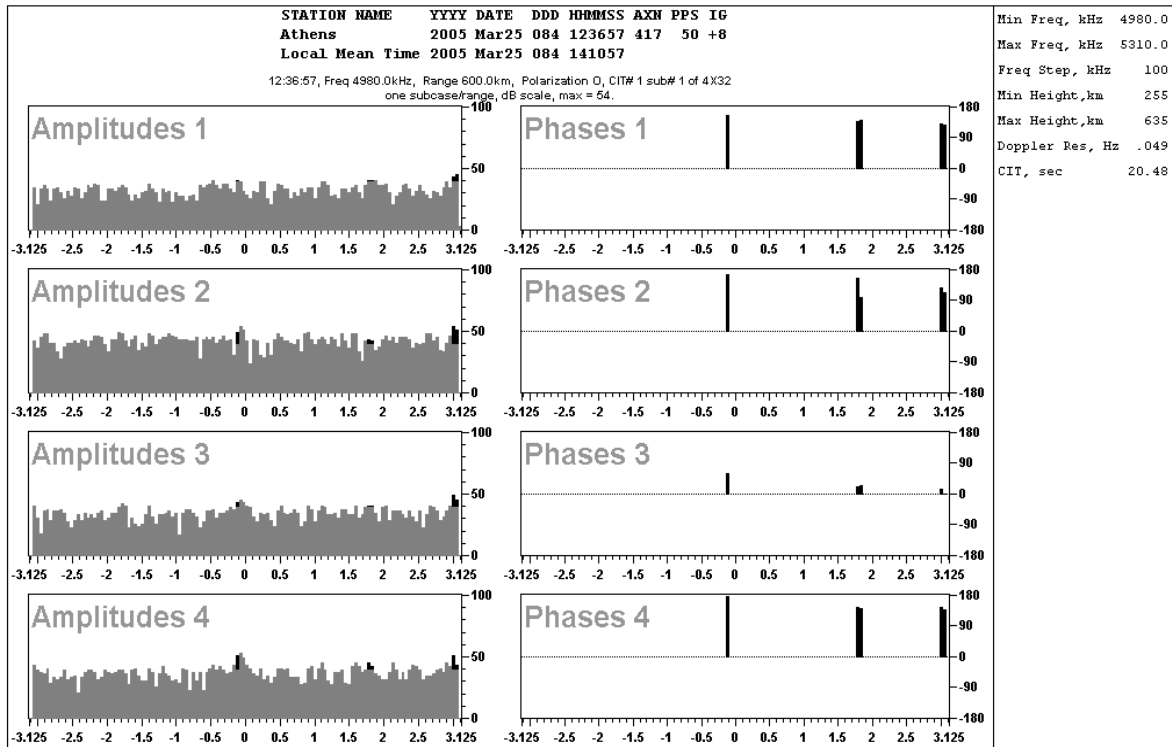 STATION NAME YYYY DATE DDD HHMMSS AXN PPS IG
Athens 2005 Mar25 084 123657 417 50 +8
Local Mean Time 2005 Mar25 084 141057
12:36:57, Freq 4980.0kHz, Range 600.0km, Polarization O, CIT# 1 sub# 1 of 4X32
one subcase/range, dB scale, max = 54.
Min Freq, kHz 4980.0
Max Freq, kHz 5310.0
Freq Step, kHz 100
Min Height,km 255
Max Height,km 635
Doppler Res, Hz .049
CIT, sec 20.48
Amplitudes 1
100
50
0
-3.125 -2.5 -2 -1.5 -1 -0.5 0 0.5 1 1.5 2 2.5 3.125
Phases 1
180
90
0
-90
-180
-3.125 -2.5 -2 -1.5 -1 -0.5 0 0.5 1 1.5 2 2.5 3.125
Amplitudes 2
100
50
0
-3.125 -2.5 -2 -1.5 -1 -0.5 0 0.5 1 1.5 2 2.5 3.125
Phases 2
180
90
0
-90
-180
-3.125 -2.5 -2 -1.5 -1 -0.5 0 0.5 1 1.5 2 2.5 3.125
Amplitudes 3
100
50
0
-3.125 -2.5 -2 -1.5 -1 -0.5 0 0.5 1 1.5 2 2.5 3.125
Phases 3
180
90
0
-90
-180
-3.125 -2.5 -2 -1.5 -1 -0.5 0 0.5 1 1.5 2 2.5 3.125
Amplitudes 4
100
50
0
-3.125 -2.5 -2 -1.5 -1 -0.5 0 0.5 1 1.5 2 2.5 3.125
Phases 4
180
90
0
-90
-180
-3.125 -2.5 -2 -1.5 -1 -0.5 0 0.5 1 1.5 2 2.5 3.125